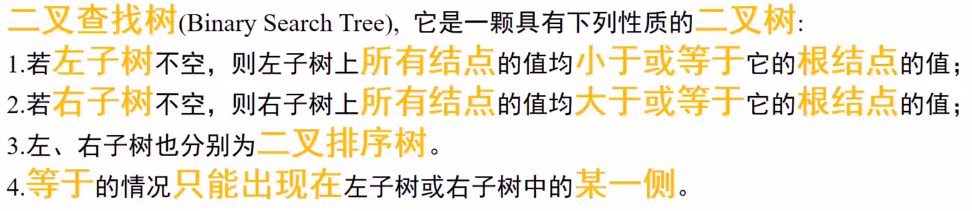 二叉查找树(Binary Search Tree), 它是一颗具有下列性质的二叉树:
1.若左子树不空，则左子树上所有结点的值均小于或等于它的根结点的值；
2.若右子树不空，则右子树上所有结点的值均大于或等于它的根结点的值；
3.左、右子树也分别为二叉排序树。
4.等于的情况只能出现在左子树或右子树中的某一侧。